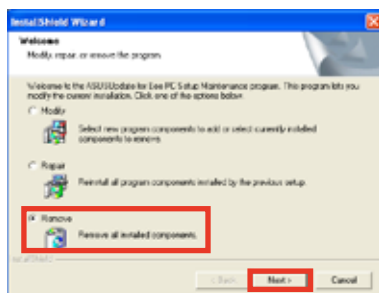 InstallShield Wizard
Welcome
Modify, repair, or remove the program.
Welcome to the ASUSUpdate for Eee PC Setup Maintenance program. This program lets you
modify the current installation. Click one of the options below.
Modify
Select new program components to add or select currently installed
components to remove.
Repair
Reinstall all program components installed by the previous setup.
Remove
Remove all installed components.
InstallShield
< Back
Next >
Cancel